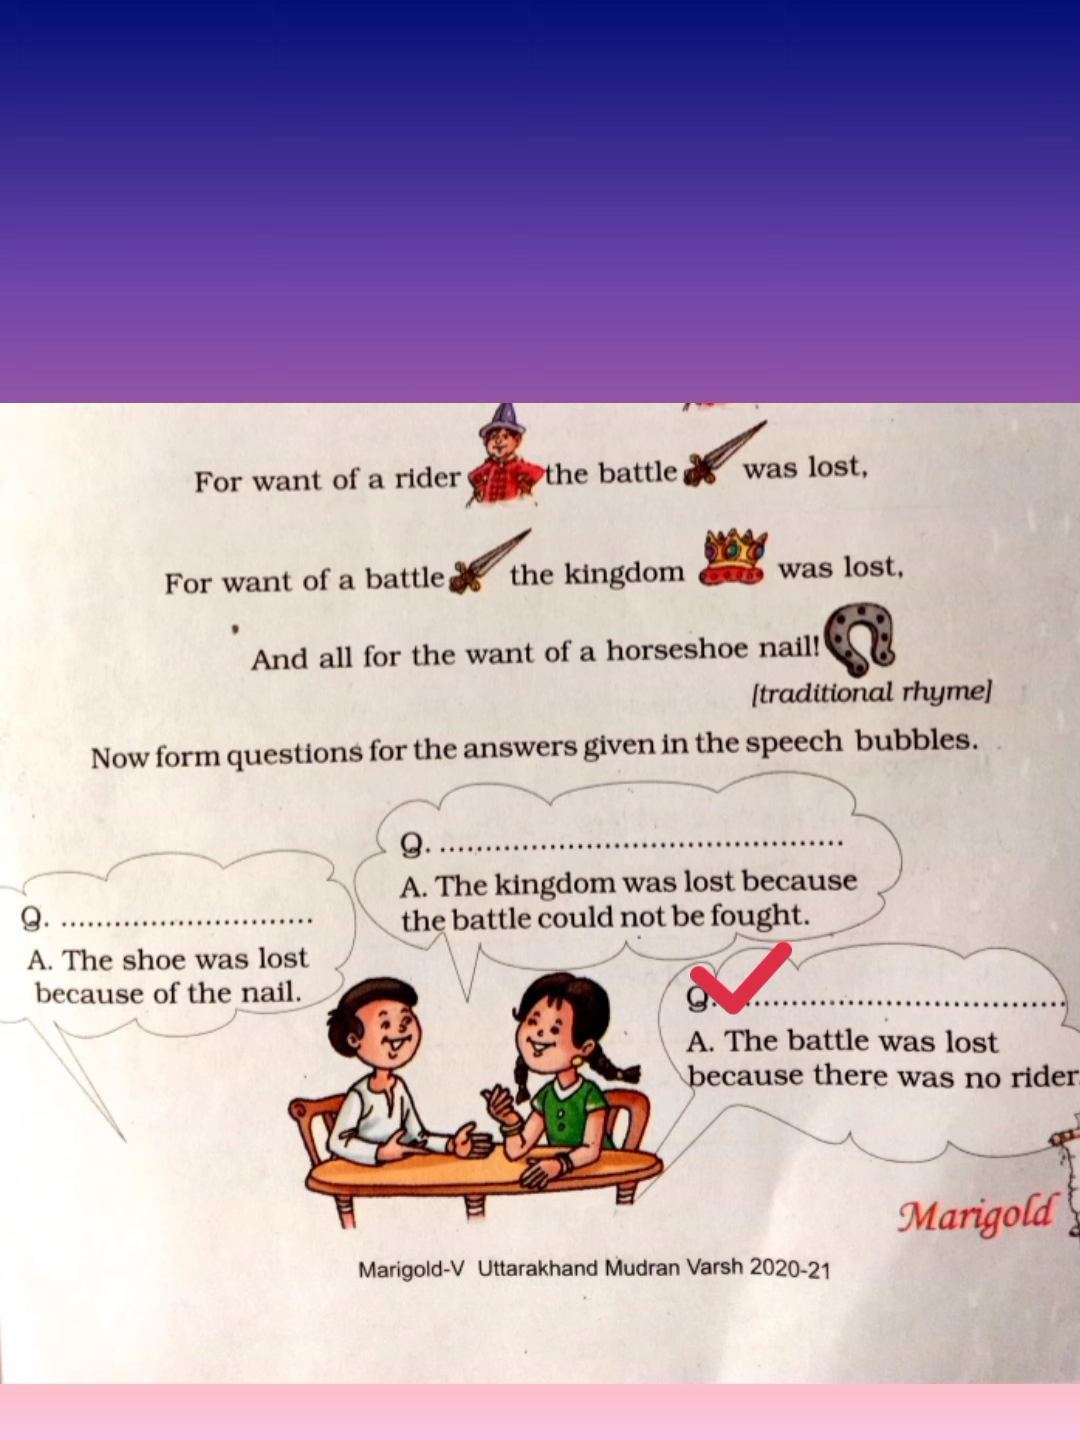 For want of a rider the battle was lost,
For want of a battle the kingdom was lost,
And all for the want of a horseshoe nail!
[traditional rhyme]
Now form questions for the answers given in the speech bubbles.
Q. ............................................
A. The kingdom was lost because
the battle could not be fought.
Q. ............................
A. The shoe was lost
because of the nail.
Q. ................................
A. The battle was lost
because there was no rider
Marigold
Marigold-V Uttarakhand Mudran Varsh 2020-21